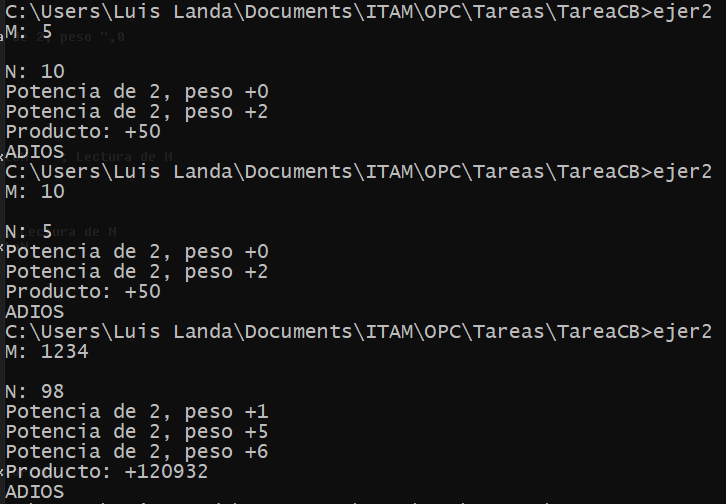 C:\Users\Luis Landa\Documents\ITAM\OPC\Tareas\TareaCB>ejer2
M: 5
N: 10
Potencia de 2, peso +0
Potencia de 2, peso +2
Producto: +50
ADIOS
C:\Users\Luis Landa\Documents\ITAM\OPC\Tareas\TareaCB>ejer2
M: 10
N: 5
Potencia de 2, peso +0
Potencia de 2, peso +2
Producto: +50
ADIOS
C:\Users\Luis Landa\Documents\ITAM\OPC\Tareas\TareaCB>ejer2
M: 1234
N: 98
Potencia de 2, peso +1
Potencia de 2, peso +5
Potencia de 2, peso +6
Producto: +120932
ADIOS